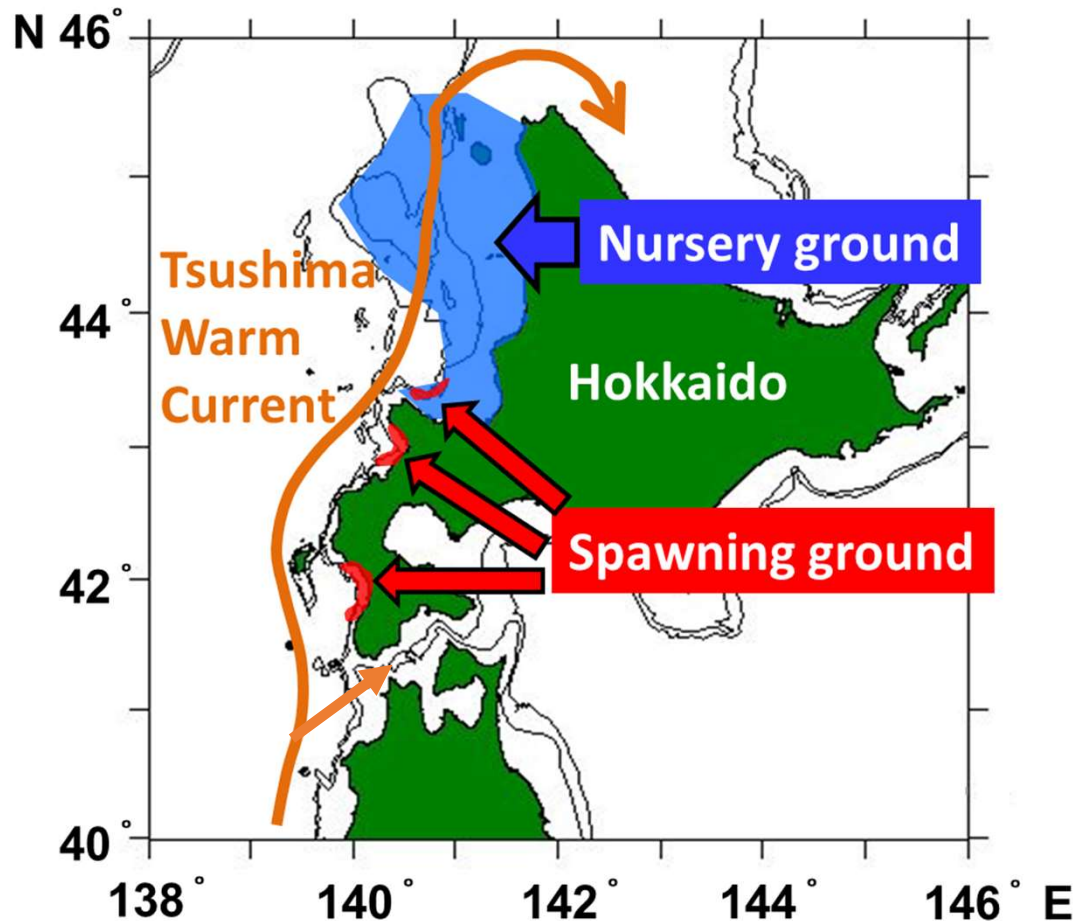 N 46°
Nursery ground
Tsushima
Warm
Current
44°
Hokkaido
Spawning ground
42°
40°
138° 140° 142° 144° 146° E